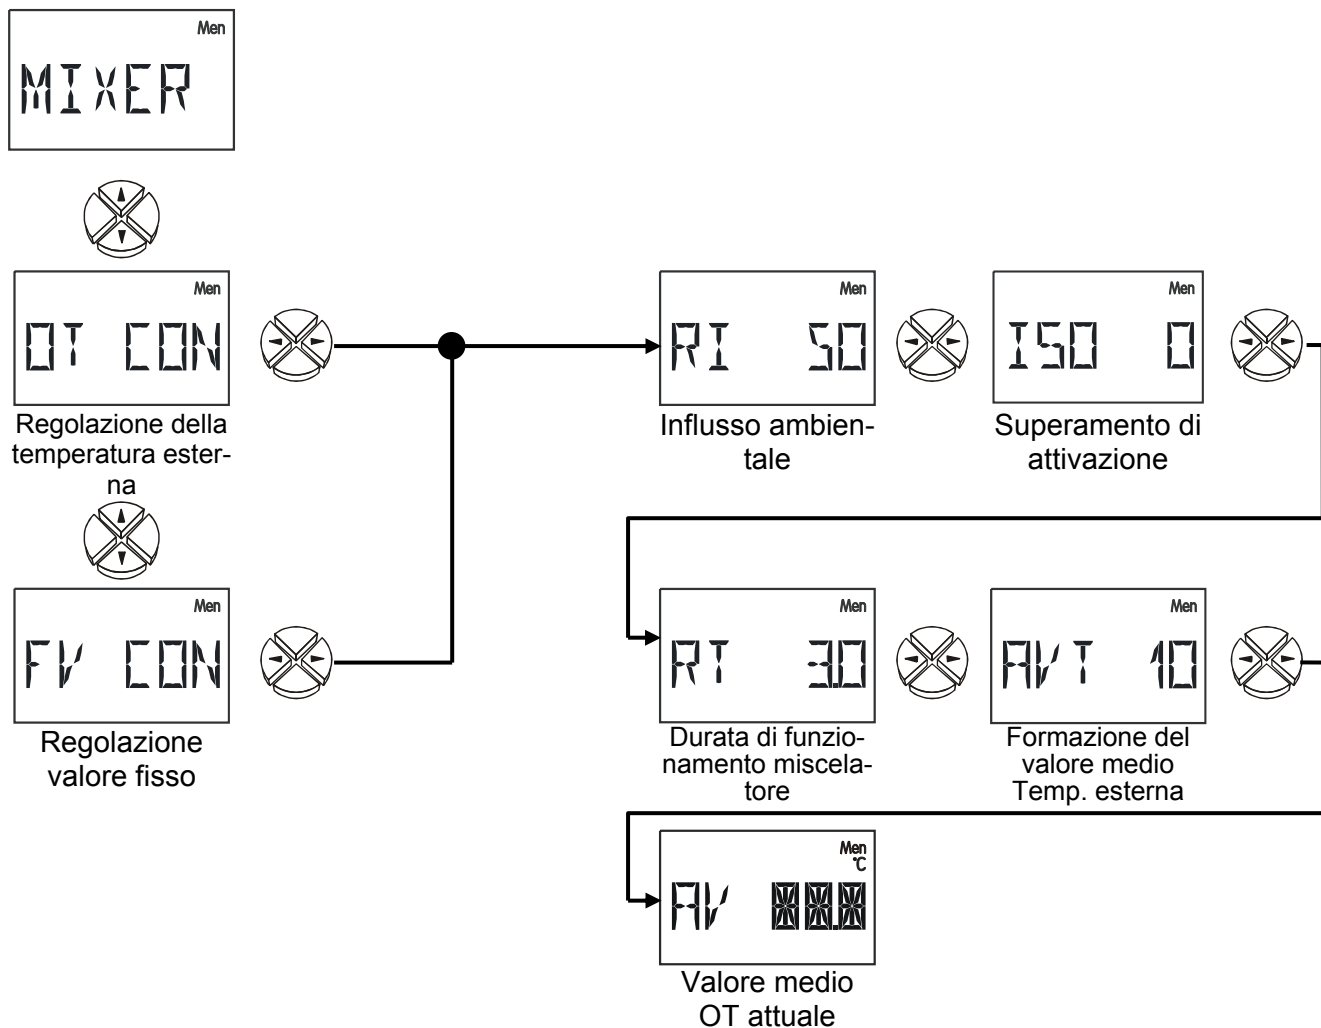 Men
MIXER
Men
OT CON
Regolazione della
temperatura ester-
na
Men
RI 50
Influsso ambien-
tale
Men
ISO 0
Superamento di
attivazione
Men
FV CON
Regolazione
valore fisso
Men
RT 3.0
Durata di funzio-
namento miscela-
tore
Men
AVT 10
Formazione del
valore medio
Temp. esterna
Men
°C
AV
Valore medio
OT attuale